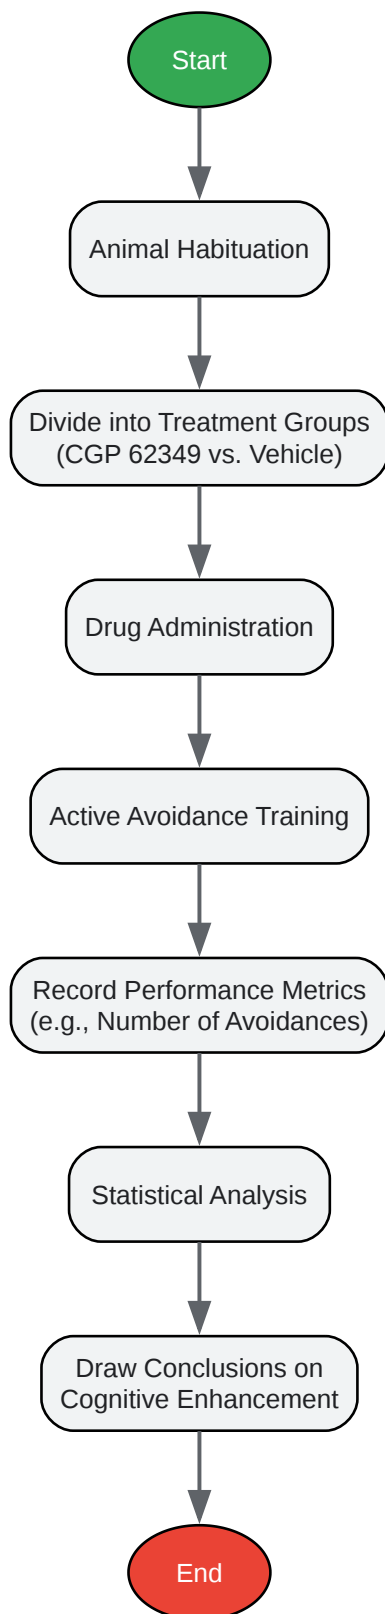 Start
Animal Habituation
Divide into Treatment Groups
(CGP 62349 vs. Vehicle)
Drug Administration
Active Avoidance Training
Record Performance Metrics
(e.g., Number of Avoidances)
Statistical Analysis
Draw Conclusions on
Cognitive Enhancement
End